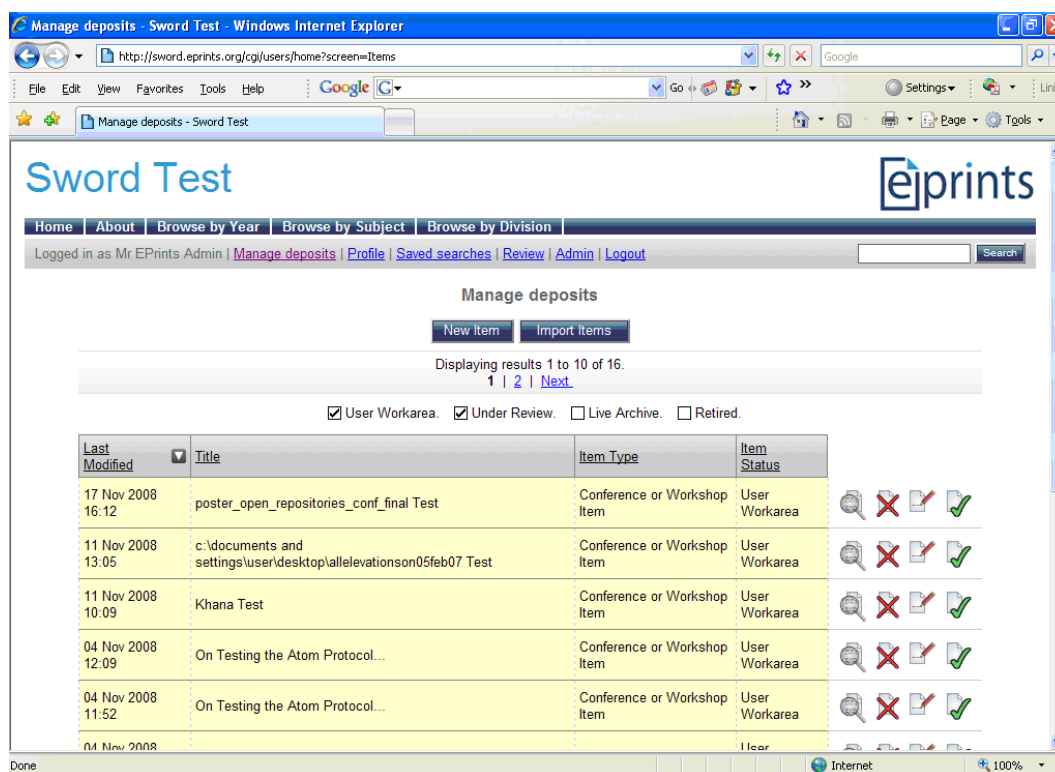 Manage deposits - Sword Test - Windows Internet Explorer
http://sword.eprints.org/cgi/users/home?screen=Items
Google
File Edit View Favorites Tools Help
Google G
Go
»
Settings
Manage deposits - Sword Test
Page
Tools
Sword Test
eprints
Home
About
Browse by Year
Browse by Subject
Browse by Division
Logged in as Mr EPrints Admin | Manage deposits | Profile | Saved searches | Review | Admin | Logout
Search
Manage deposits
New Item
Import Items
Displaying results 1 to 10 of 16.
1 | 2 | Next
User Workarea. Under Review. Live Archive. Retired.
Last Modified
Title
Item Type
Item Status
17 Nov 2008
16:12
poster_open_repositories_conf_final Test
Conference or Workshop
Item
User
Workarea
11 Nov 2008
13:05
c:\documents and
settings\user\desktop\allelevationson05feb07 Test
Conference or Workshop
Item
User
Workarea
11 Nov 2008
10:09
Khana Test
Conference or Workshop
Item
User
Workarea
04 Nov 2008
12:09
On Testing the Atom Protocol...
Conference or Workshop
Item
User
Workarea
04 Nov 2008
11:52
On Testing the Atom Protocol...
Conference or Workshop
Item
User
Workarea
04 Nov 2008
User
Done
Internet
100%